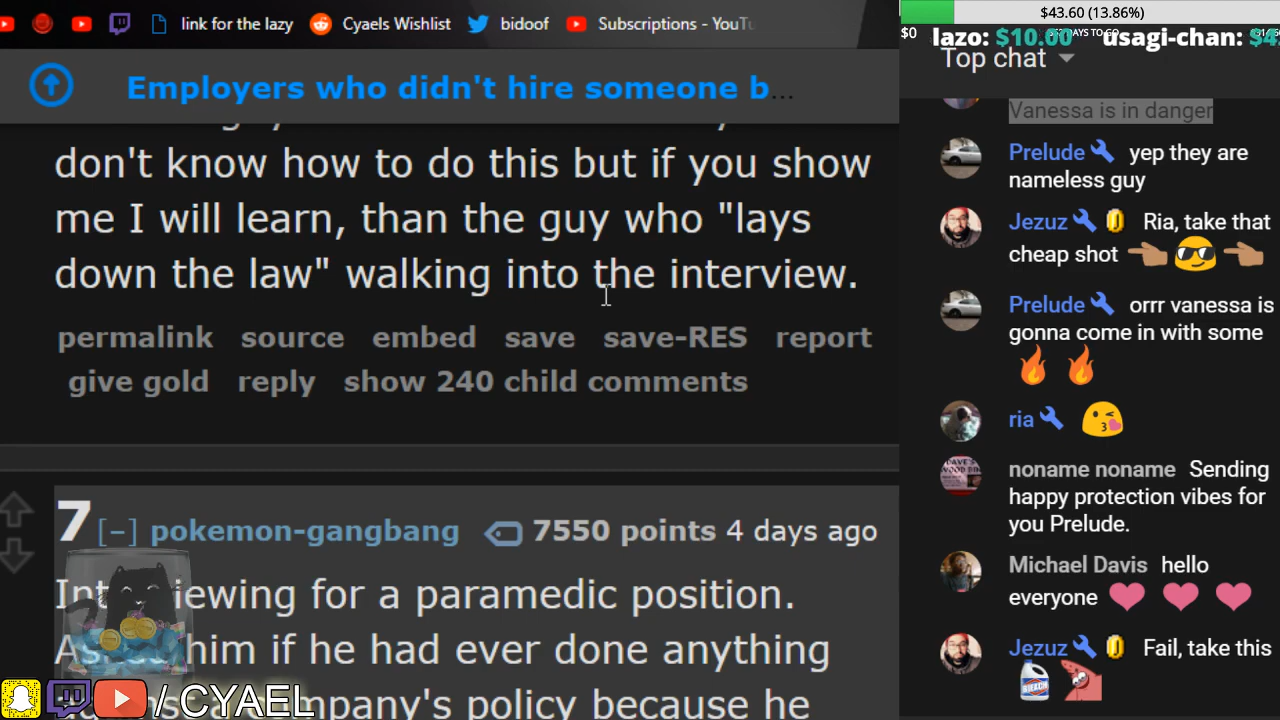 link for the lazy Cyaels Wishlist bidoof Subscriptions - YouTu
Employers who didn't hire someone b...
don't know how to do this but if you show
me I will learn, than the guy who "lays
down the law" walking into the interview.
permalink source embed save save-RES report
give gold reply show 240 child comments
7 [−] pokemon-gangbang 7550 points 4 days ago
Interviewing for a paramedic position.
Asked him if he had ever done anything
against a company's policy because he
/CYAEL
$43.60 (13.86%)
$0
lazo: $10.00 usagi-chan: $4
Top chat
Vanessa is in danger
Prelude yep they are
nameless guy
Jezuz Ria, take that
cheap shot
Prelude orrr vanessa is
gonna come in with some
ria
noname noname Sending
happy protection vibes for
you Prelude.
Michael Davis hello
everyone
Jezuz Fail, take this